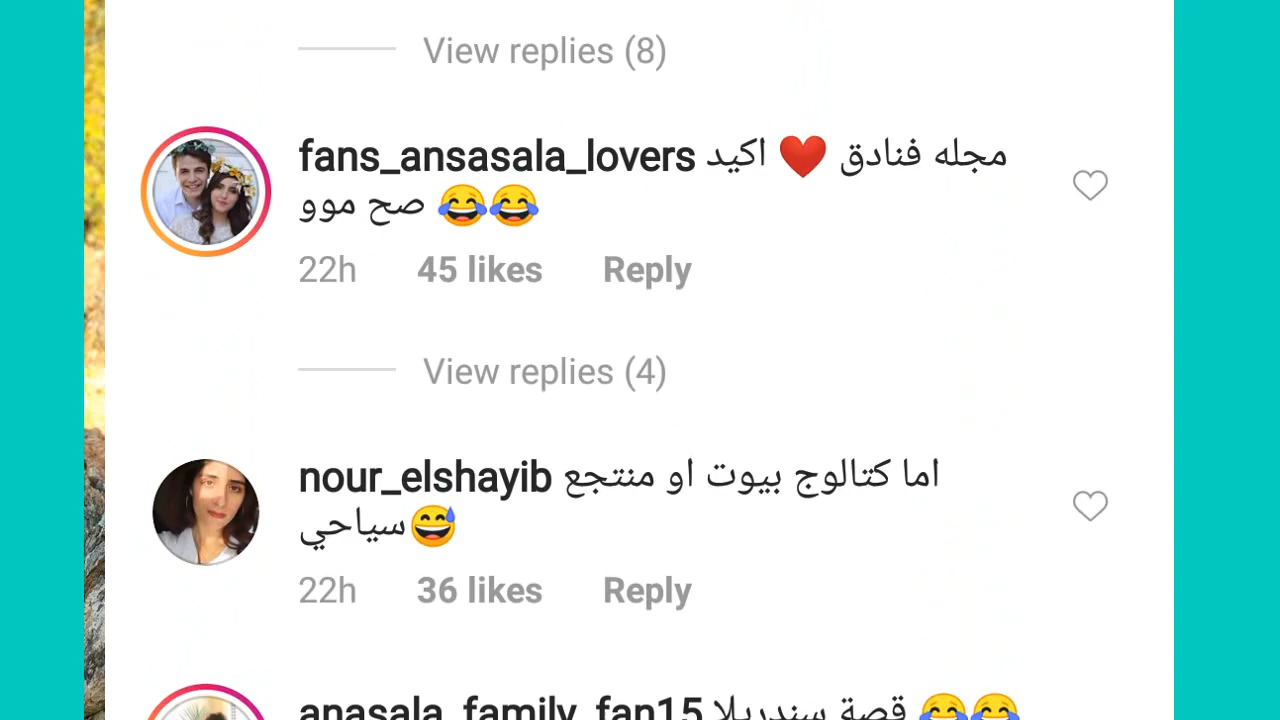 View replies (8)
fans_ansasala_lovers مجله فنادق ❤️ اكيد
صح موو 😂😂
22h 45 likes Reply
View replies (4)
nour_elshayib اما كتالوج بيوت او منتجع
سياحي😅
22h 36 likes Reply
anasala_family_fan15 قصة سندريلا 😂😂